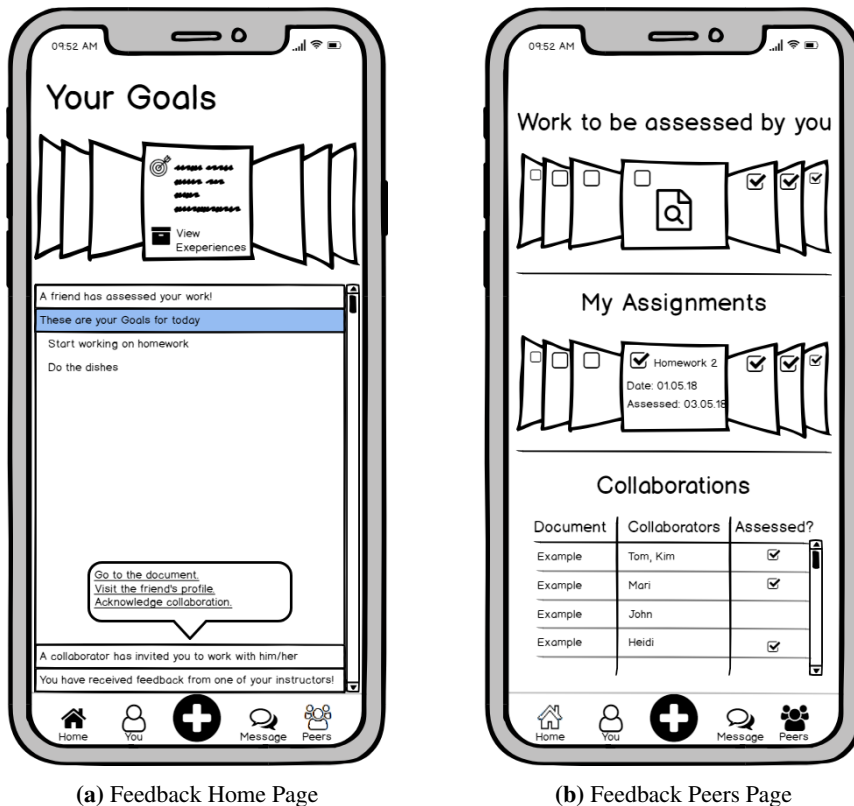 09:52 AM
Your Goals
View
Exeperiences
A friend has assessed your work!
These are your Goals for today
Start working on homework
Do the dishes
Go to the document.
Visit the friend's profile.
Acknowledge collaboration.
A collaborator has invited you to work with him/her
You have received feedback from one of your instructors!
Home You Message Peers
(a) Feedback Home Page
09:52 AM
Work to be assessed by you
My Assignments
Homework 2
Date: 01.05.18
Assessed: 03.05.18
Collaborations
Document Collaborators Assessed?
Example Tom, Kim
Example Mari
Example John
Example Heidi
Home You Message Peers
(b) Feedback Peers Page